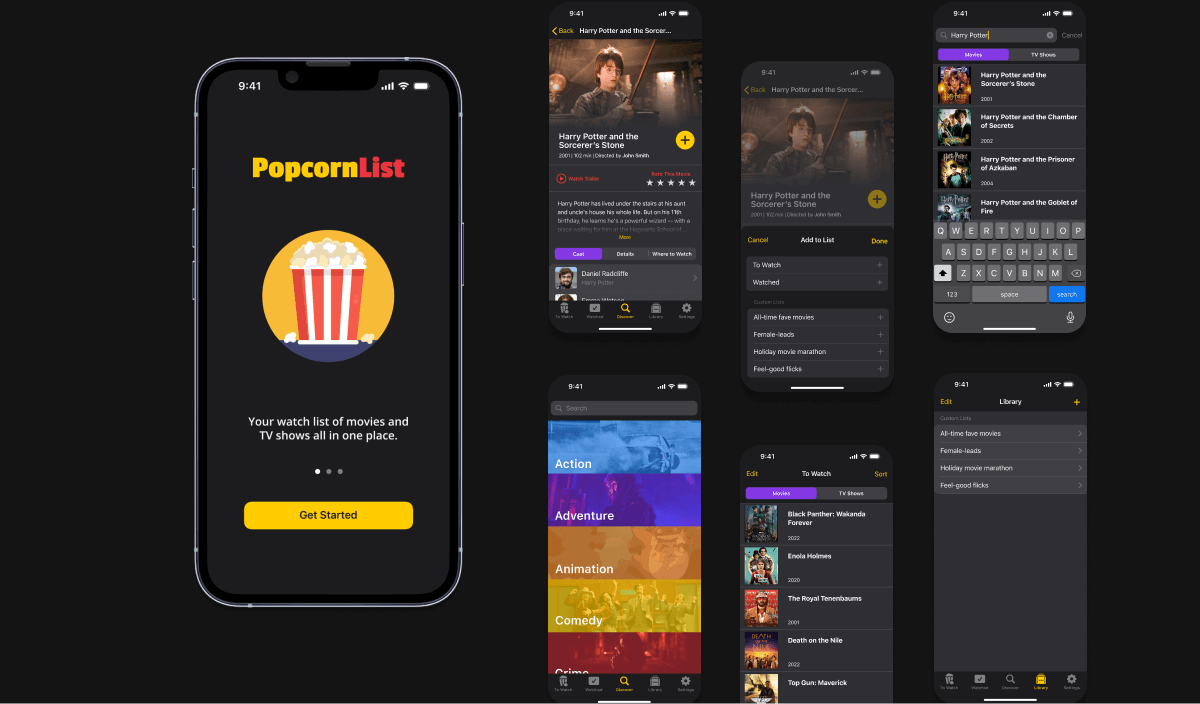 9:41
PopcornList
Your watch list of movies and
TV shows all in one place.
Get Started
9:41
Back
Harry Potter and the Sorcer...
Harry Potter and the
Sorcerer's Stone
2001 | 102 min | Directed by John Smith
Watch Trailer
Rate This Movie
Harry Potter has lived under the stairs at his aunt
and uncle's house his whole life. But on his 11th
birthday, he learns he's a powerful wizard -- with a
place waiting for him at the Hogwarts School of
More
Cast
Details
Where to Watch
Daniel Radcliffe
Harry Potter
Emma Watson
To Watch
Watched
Discover
Library
Settings
9:41
Search
Action
Adventure
Animation
Comedy
Crime
To Watch
Watched
Discover
Library
Settings
9:41
Back
Harry Potter and the Sorcer...
Harry Potter and the
Sorcerer's Stone
2001 | 102 min | Directed by John Smith
Cancel
Add to List
Done
To Watch
Watched
Custom Lists
All-time fave movies
Female-leads
Holiday movie marathon
Feel-good flicks
9:41
Edit
To Watch
Sort
Movies
TV Shows
Black Panther: Wakanda
Forever
2022
Enola Holmes
2020
The Royal Tenenbaums
2001
DEATH
ON THE
NILE
Death on the Nile
2022
Top Gun: Maverick
9:41
Harry Potter
Cancel
Movies
TV Shows
Harry Potter and the
Sorcerer's Stone
2001
Harry Potter and the Chamber
of Secrets
2002
Harry Potter and the Prisoner
of Azkaban
2004
Harry Potter and the Goblet of
Fire
Q W E R T Y U I O P
A S D F G H J K L
Z X C V B N M
123
space
search
9:41
Edit
Library
Custom Lists
All-time fave movies
Female-leads
Holiday movie marathon
Feel-good flicks
To Watch
Watched
Discover
Library
Settings